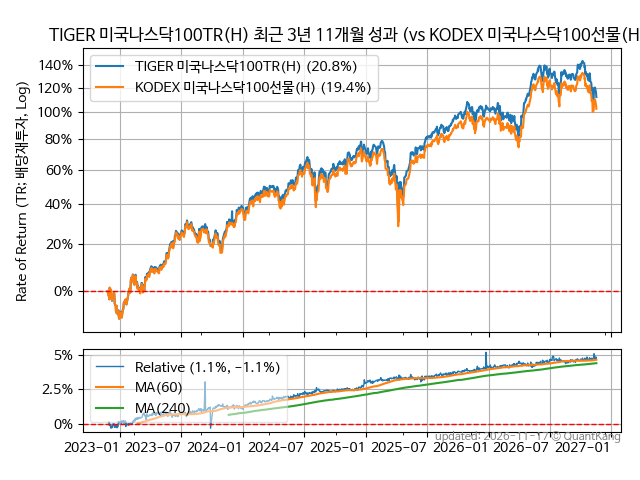 TIGER 미국나스닥100TR(H) 최근 3년 11개월 성과 (vs KODEX 미국나스닥100선물(H
TIGER 미국나스닥100TR(H) (20.8%)
KODEX 미국나스닥100선물(H) (19.4%)
Rate of Return (TR: 배당재투자, Log)
140%
120%
100%
80%
60%
40%
20%
0%
Relative (1.1%, -1.1%)
MA(60)
MA(240)
5%
2.5%
0%
2023-01 2023-07 2024-01 2024-07 2025-01 2025-07 2026-01 2026-07 2027-01
updated: 2026-11-17 © QuantKang